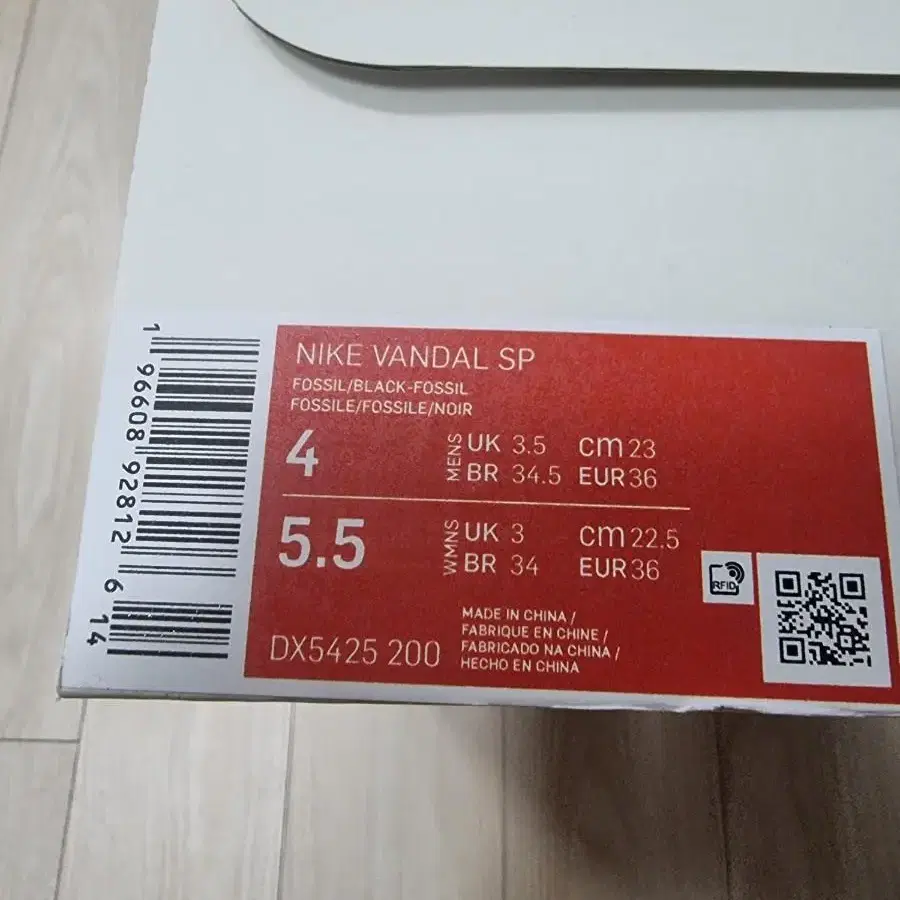 NIKE VANDAL SP
FOSSIL/BLACK-FOSSIL
FOSSILE/FOSSILE/NOIR
4
MENS
UK 3.5 cm 23
BR 34.5 EUR 36
5.5
WMNS
UK 3 cm 22.5
BR 34 EUR 36
DX5425 200
MADE IN CHINA /
FABRIQUE EN CHINE /
FABRICADO NA CHINA /
HECHO EN CHINA
RFID
1 96608 92812 6 14